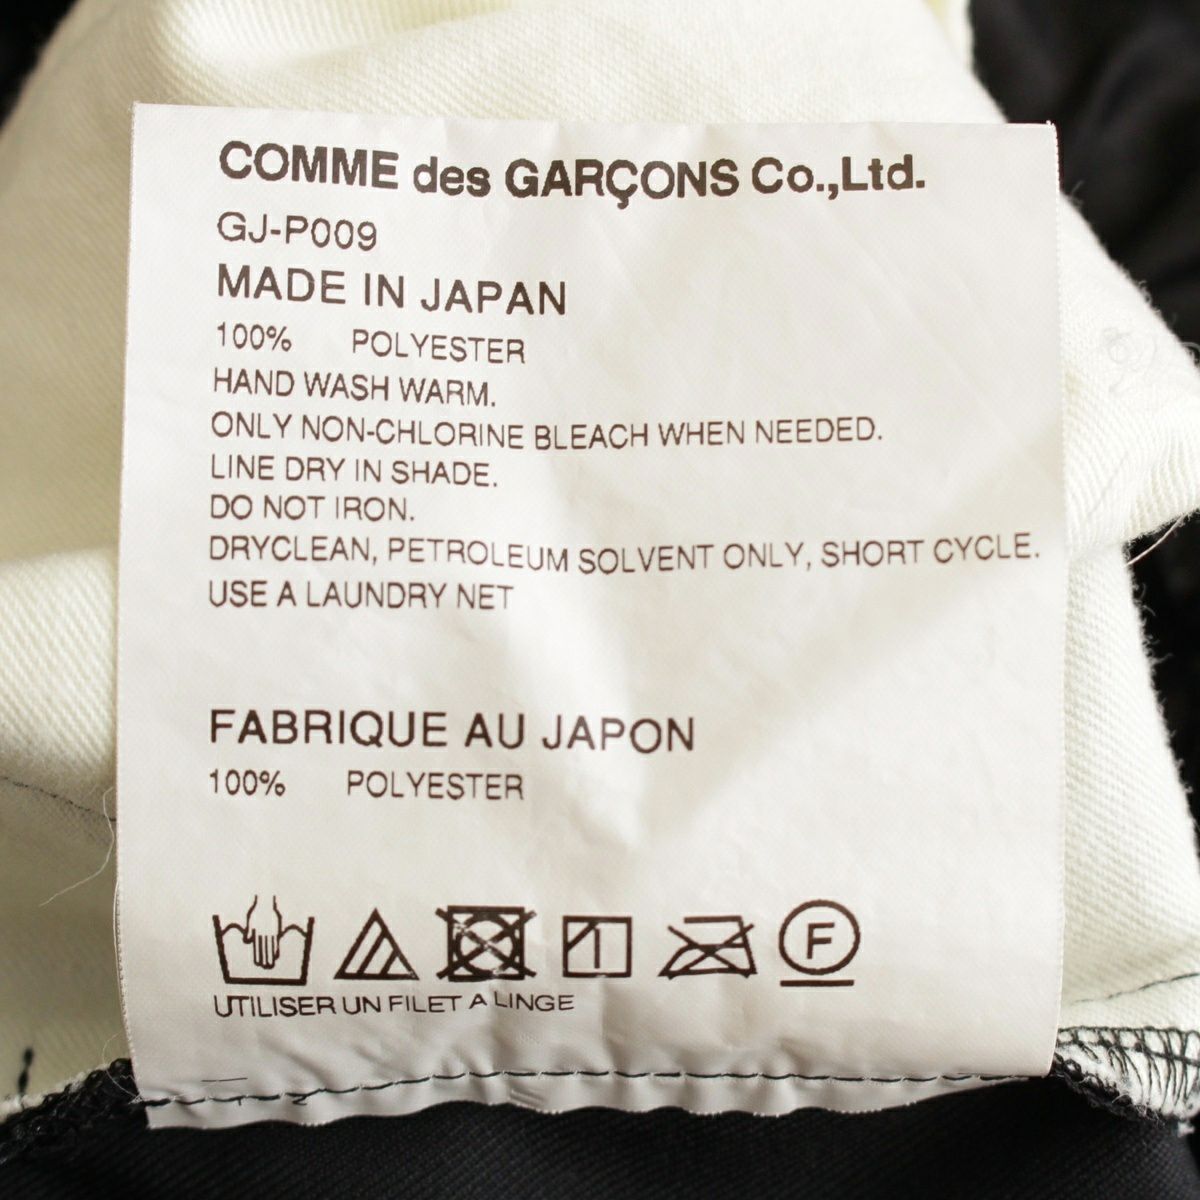 COMME des GARÇONS Co.,Ltd.
GJ-P009
MADE IN JAPAN
100% POLYESTER
HAND WASH WARM.
ONLY NON-CHLORINE BLEACH WHEN NEEDED.
LINE DRY IN SHADE.
DO NOT IRON.
DRYCLEAN, PETROLEUM SOLVENT ONLY, SHORT CYCLE.
USE A LAUNDRY NET
FABRIQUE AU JAPON
100% POLYESTER
F
UTILISER UN FILET A LINGE